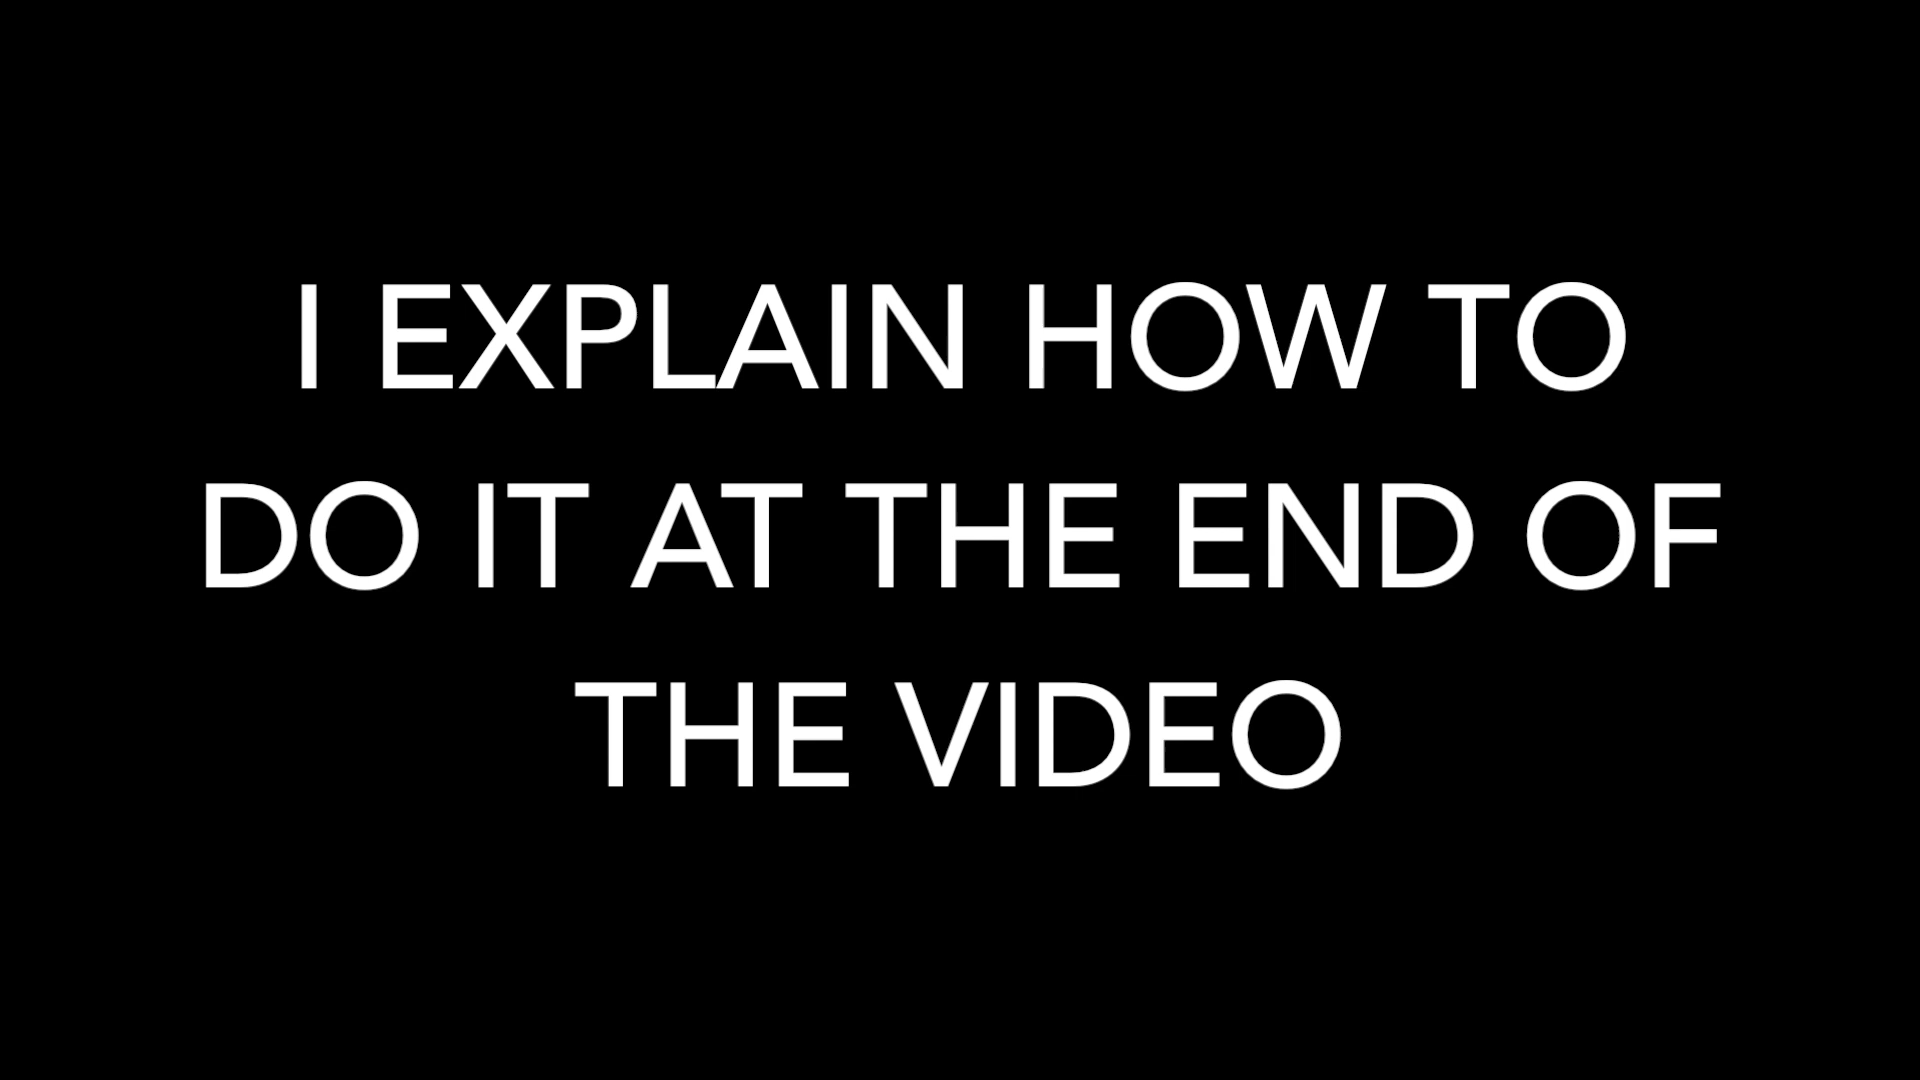 I EXPLAIN HOW TO
DO IT AT THE END OF
THE VIDEO